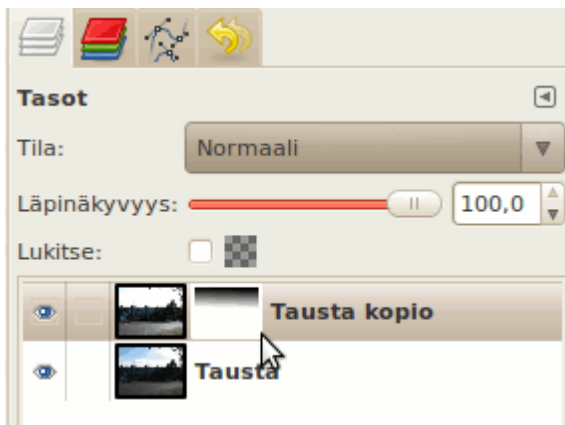 Tasot
Tila: Normaali
Läpinäkyvyys: 100,0
Lukitse:
Tausta kopio
Tausta